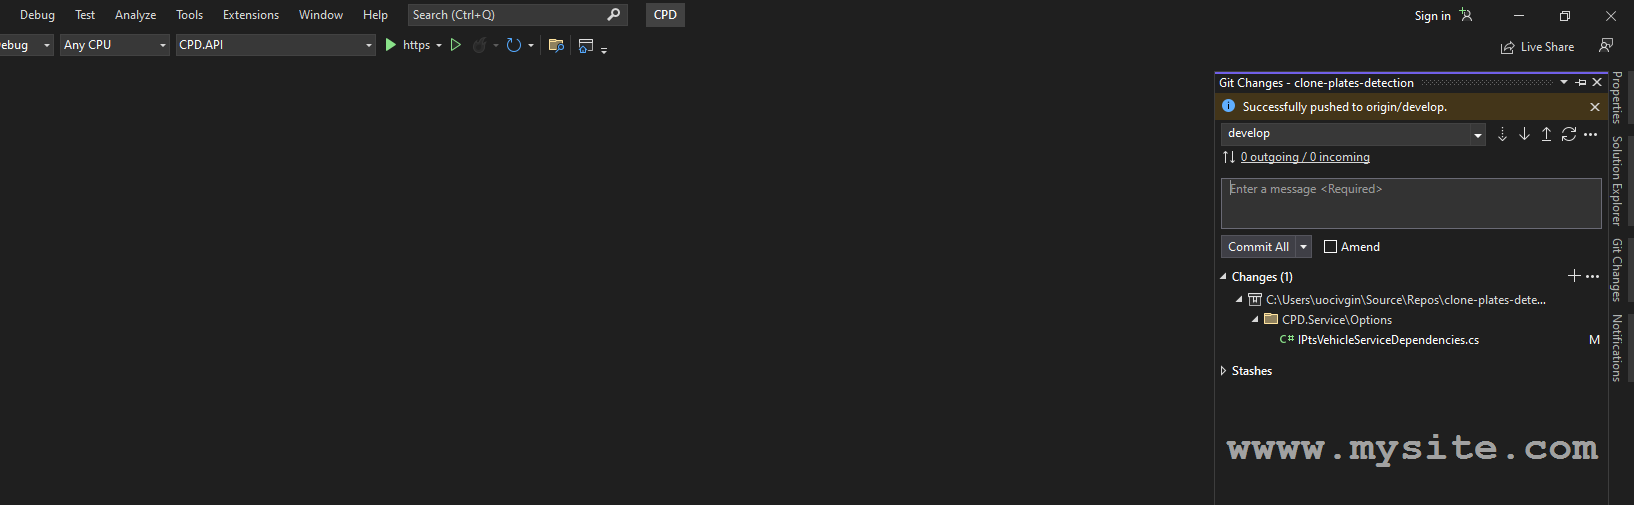 Debug Test Analyze Tools Extensions Window Help Search (Ctrl+Q) CPD Sign in
ebug Any CPU CPD.API https Live Share
Git Changes - clone-plates-detection
Successfully pushed to origin/develop.
develop
0 outgoing / 0 incoming
Enter a message <Required>
Commit All Amend
Changes (1)
C:\Users\uocivgin\Source\Repos\clone-plates-dete...
CPD.Service\Options
C# IPtsVehicleServiceDependencies.cs M
Stashes
www.mysite.com
Properties
Solution Explorer
Git Changes
Notifications